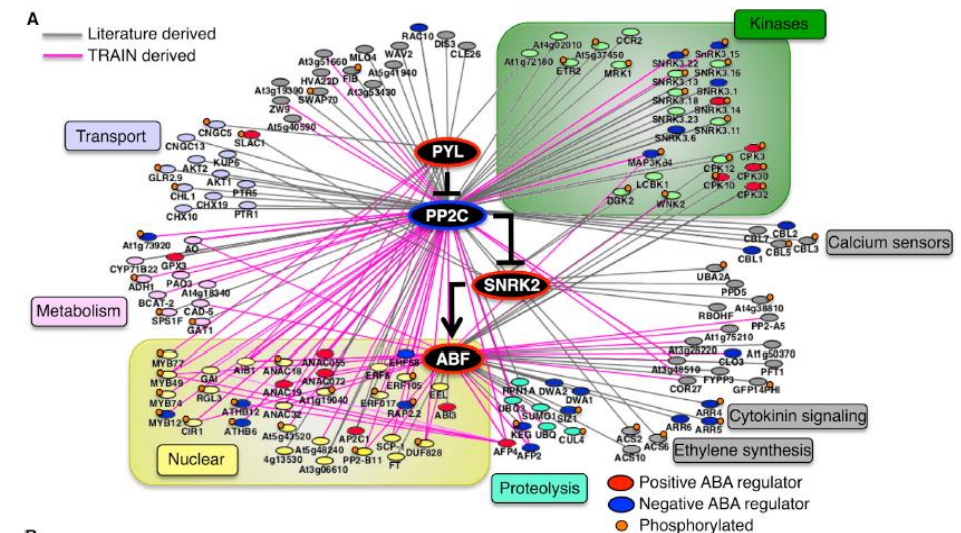 A
Literature derived
TRAIN derived
Kinases
RAC10
DIS3
CLE26
WAV2
MLO4
At3g51660
FIB
At5g41940
HVA22D
At3g53430
At3g19390
SWAP70
ZW9
At5g40590
At4g02010
CCR2
At1g72180
At5g37450
ETR2
MRK1
SNRK3.15
SNRK3.22
SNRK3.16
SNRK3.13
SNRK3.1
SNRK3.18
SNRK3.14
SNRK3.23
SNRK3.11
SNRK3.6
MAP3K δ4
CPK3
CPK12
CPK30
LCBK1
CPK10
CPK32
DGK2
WNK2
Transport
CNGC5
SLAC1
CNGC13
KUP6
AKT2
GLR2.9
AKT1
PTR5
CHL1
CHX19
CHX10
PTR1
PYL
PP2C
SNRK2
ABF
CBL2
CBL7
CBL3
CBL5
CBL1
Calcium sensors
At1g73920
AO
CYP71B22
GPX3
ADH1
PAO3
At4g18340
BCAT-2
CAD-5
SPS1F
GAT1
Metabolism
UBA2A
PPD5
At4g38810
RBOHF
PP2-A5
At1g75210
At3g28220
At1g50370
CLO3
At3g48510
PFT1
FYPP3
COR27
GFP14PHI
MYB77
MYB49
MYB74
MYB12
GAI
RGL3
CIR1
AIB1
ANAC18
ANAC055
ANAC072
ANAC19
At1g19040
ANAC32
ATHB12
ATHB6
ERF58
ERF8
ERF105
ERF017
RAP2.2
EEL
ABI3
At5g43520
AP2C1
At5g48240
SCP-1
4g13530
PP2-B11
DUF828
At3g06610
FT
Nuclear
RPN1A
DWA2
DWA1
UBQ3
SUMO1
SIZ1
KEG
UBQ
CUL4
AFP4
AFP2
Proteolysis
ARR4
ARR6
ARR5
Cytokinin signaling
ACS2
ACS6
ACS10
Ethylene synthesis
Positive ABA regulator
Negative ABA regulator
Phosphorylated